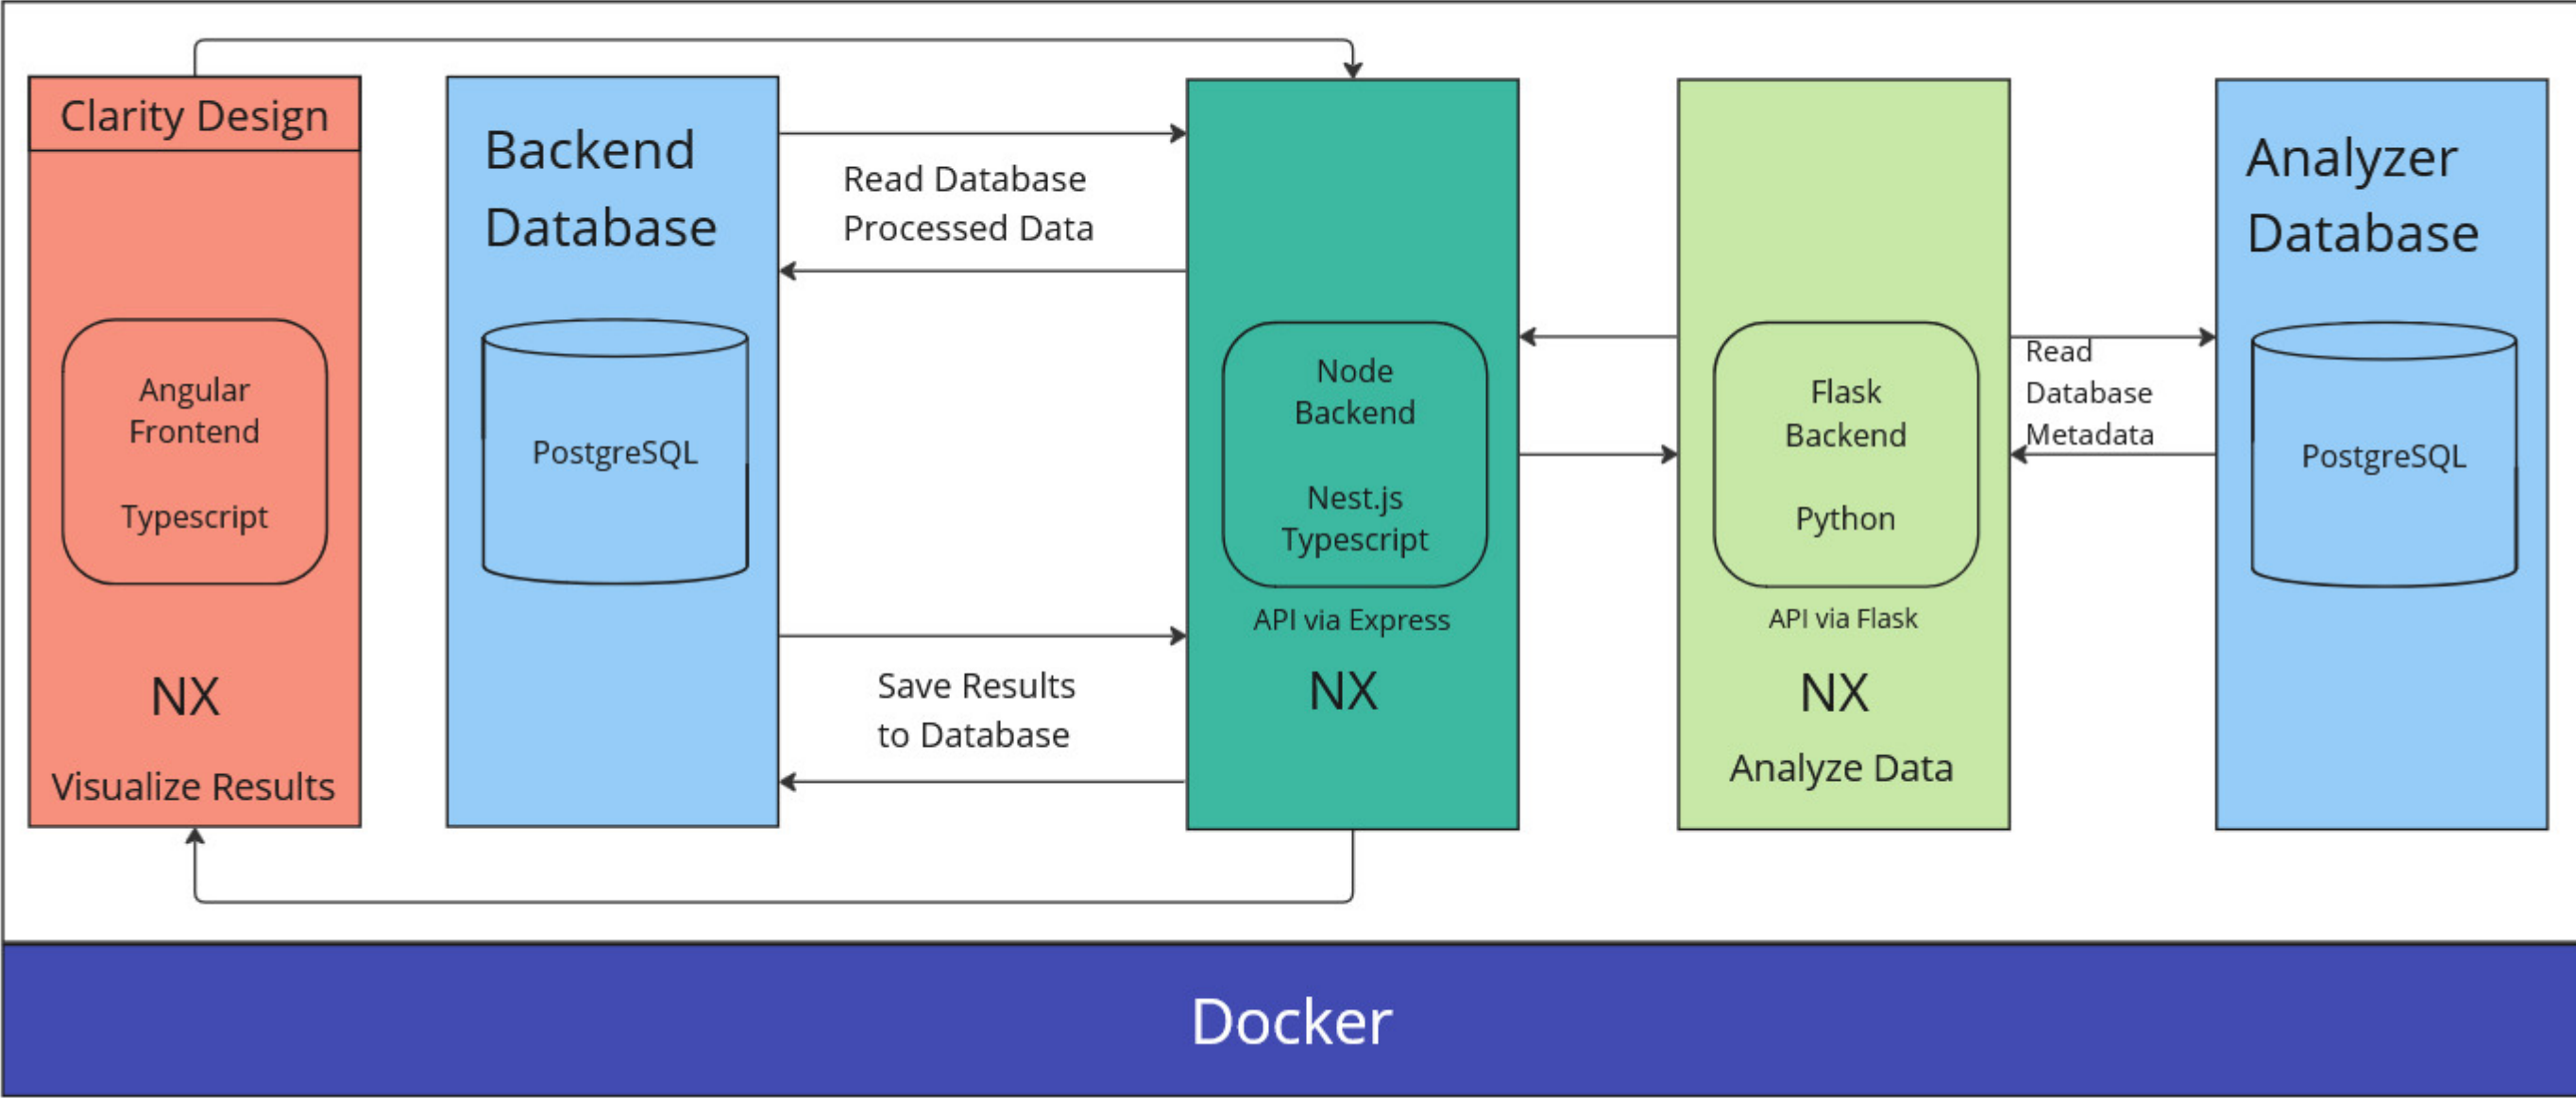 Clarity Design
Angular
Frontend
Typescript
NX
Visualize Results
Backend
Database
PostgreSQL
Read Database
Processed Data
Save Results
to Database
Node
Backend
Nest.js
Typescript
API via Express
NX
Flask
Backend
Python
API via Flask
NX
Analyze Data
Read
Database
Metadata
Analyzer
Database
PostgreSQL
Docker